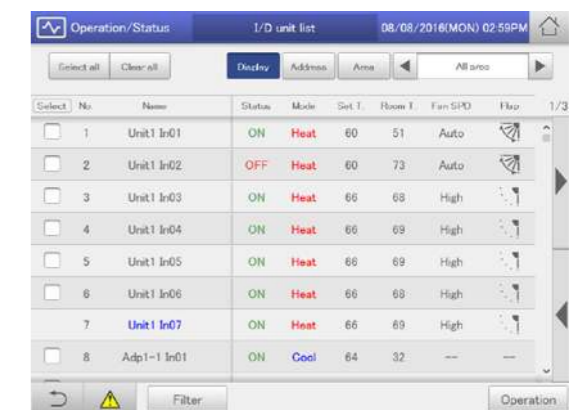 Operation/Status I/D unit list 08/08/2016(MON) 02:59PM
Select all Clear all Display Address Area All area
Select No. Name Status Mode Set T. Room T. Fan SPD Flap 1/3
1 Unit1 In01 ON Heat 60 51 Auto
2 Unit1 In02 OFF Heat 60 73 Auto
3 Unit1 In03 ON Heat 66 68 High
4 Unit1 In04 ON Heat 66 69 High
5 Unit1 In05 ON Heat 66 69 High
6 Unit1 In06 ON Heat 66 68 High
7 Unit1 In07 ON Heat 66 69 High
8 Adp1-1 In01 ON Cool 64 32 -- --
Filter Operation